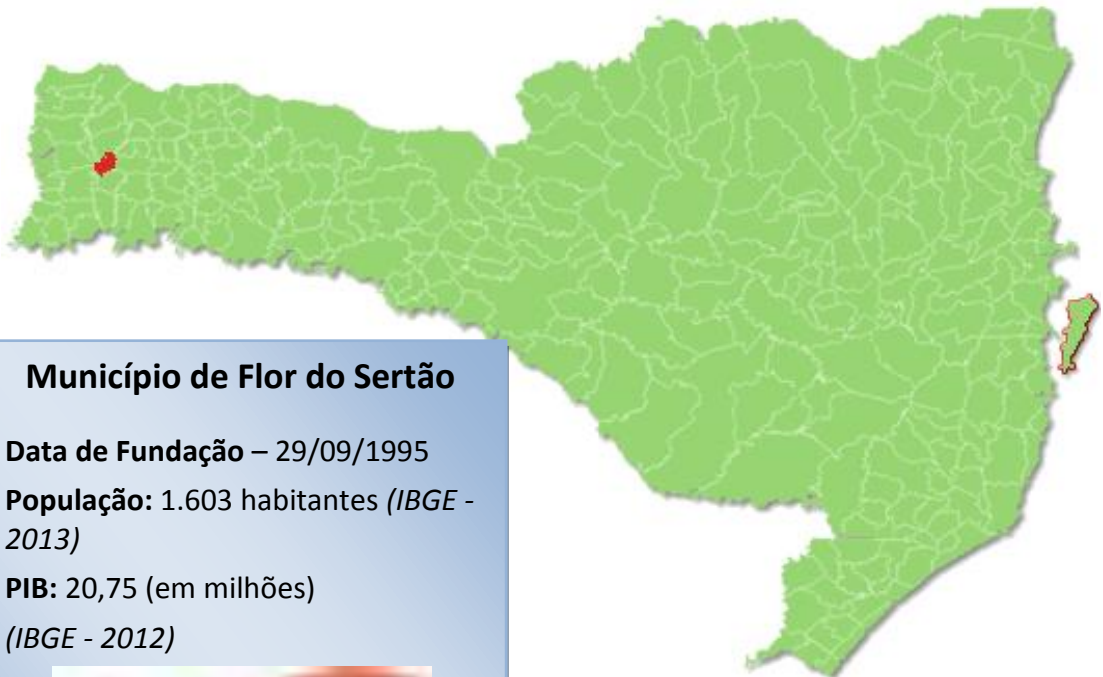 Município de Flor do Sertão
Data de Fundação – 29/09/1995
População: 1.603 habitantes (IBGE -
2013)
PIB: 20,75 (em milhões)
(IBGE - 2012)